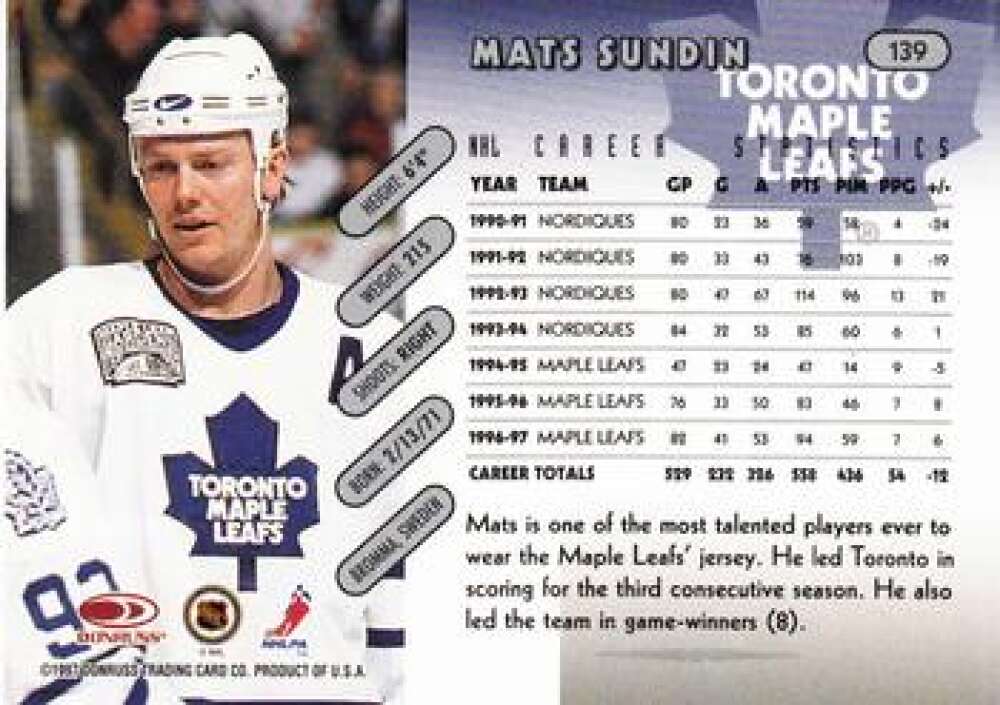 MATS SUNDIN
139
TORONTO
MAPLE
LEAFS
NHL CAREER STATISTICS
YEAR TEAM GP G A PTS PIM PPG +/-
1990-91 NORDIQUES 80 23 36 59 58 4 -24
1991-92 NORDIQUES 80 33 43 76 103 8 -19
1992-93 NORDIQUES 80 47 67 114 96 13 21
1993-94 NORDIQUES 84 32 53 85 60 6 1
1994-95 MAPLE LEAFS 47 23 24 47 14 9 -5
1995-96 MAPLE LEAFS 76 33 50 83 46 7 8
1996-97 MAPLE LEAFS 82 41 53 94 59 7 6
CAREER TOTALS 529 232 326 558 436 54 -12
Mats is one of the most talented players ever to
wear the Maple Leafs' jersey. He led Toronto in
scoring for the third consecutive season. He also
led the team in game-winners (8).
HEIGHT: 6'4"
WEIGHT: 215
SHOOTS: RIGHT
BORN: 2/13/71
BROMMA, SWEDEN
A
TORONTO
MAPLE
LEAFS
DONRUSS
NHL
NHLPA
©1997 DONRUSS TRADING CARD CO. PRODUCT OF U.S.A.